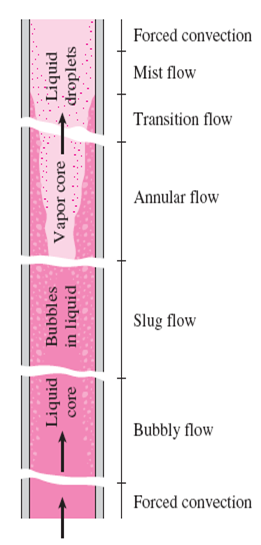 Forced convection
Liquid
droplets
Mist flow
Transition flow
Vapor core
Annular flow
Bubbles
in liquid
Slug flow
Liquid
core
Bubbly flow
Forced convection